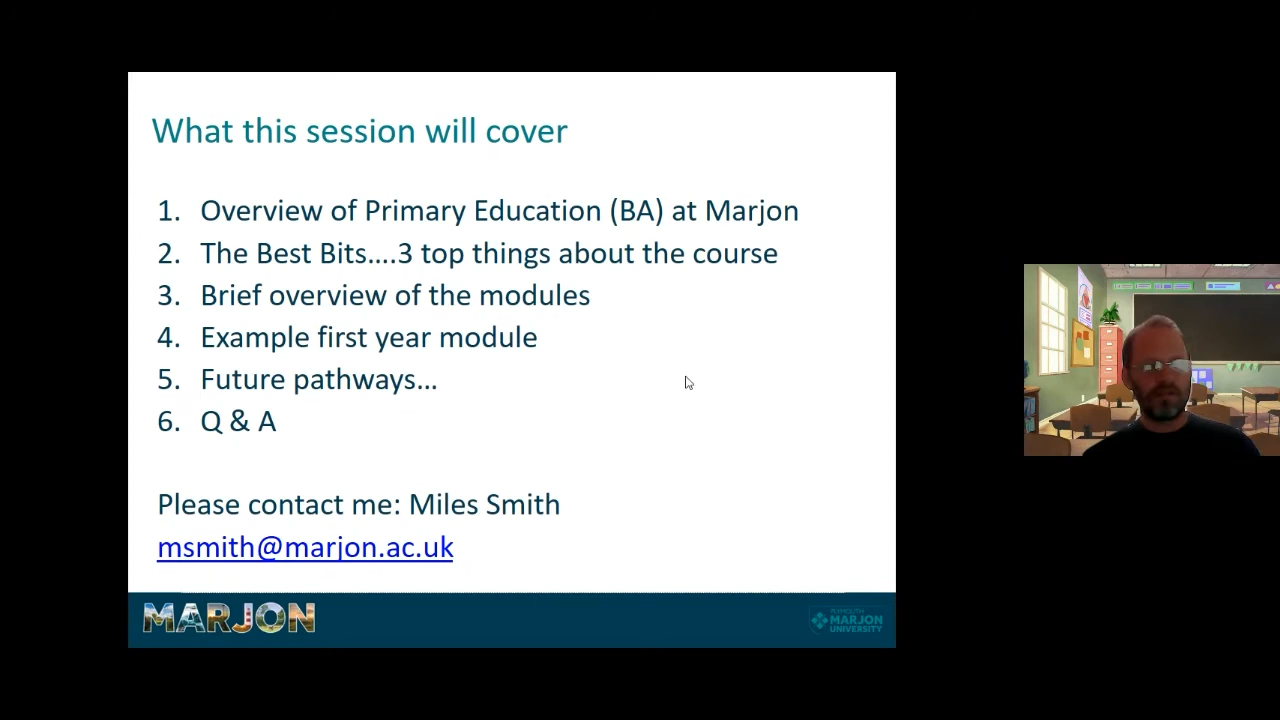 What this session will cover
1. Overview of Primary Education (BA) at Marjon
2. The Best Bits....3 top things about the course
3. Brief overview of the modules
4. Example first year module
5. Future pathways...
6. Q & A
Please contact me: Miles Smith
msmith@marjon.ac.uk
MARJON
PLYMOUTH
MARJON
UNIVERSITY